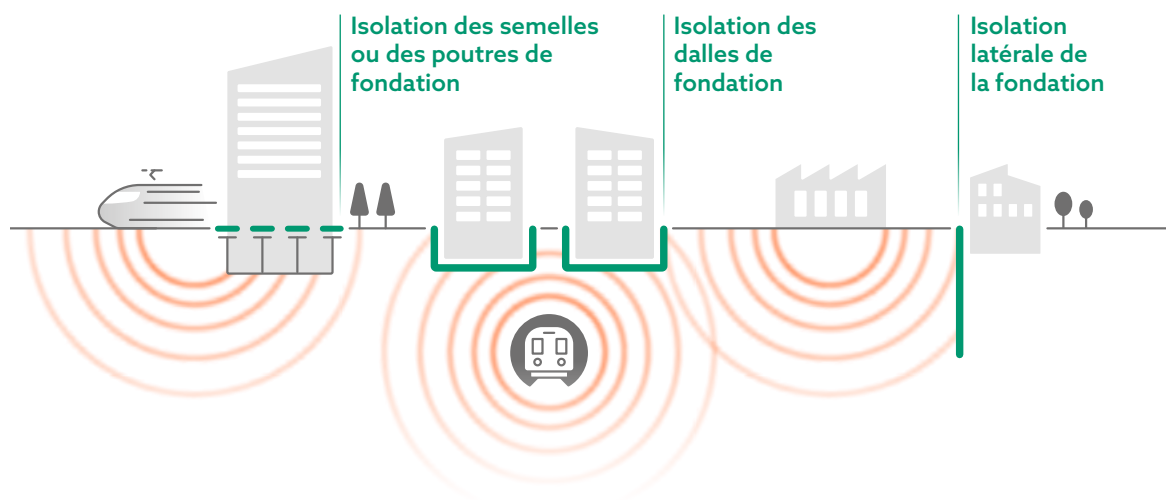 Isolation des semelles
ou des poutres de
fondation
Isolation des
dalles de
fondation
Isolation
latérale de
la fondation